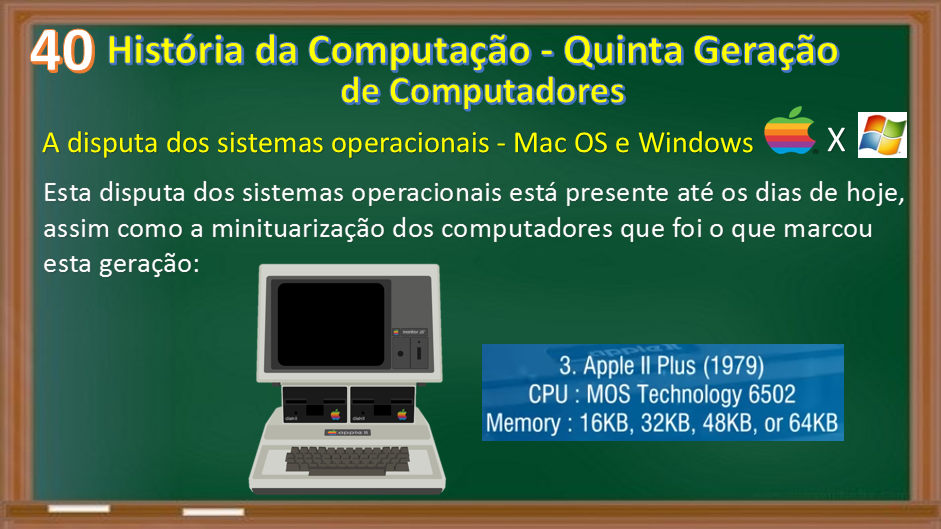 40 História da Computação - Quinta Geração
de Computadores
A disputa dos sistemas operacionais - Mac OS e Windows X
Esta disputa dos sistemas operacionais está presente até os dias de hoje,
assim como a minituarização dos computadores que foi o que marcou
esta geração:
3. Apple II Plus (1979)
CPU : MOS Technology 6502
Memory : 16KB, 32KB, 48KB, or 64KB